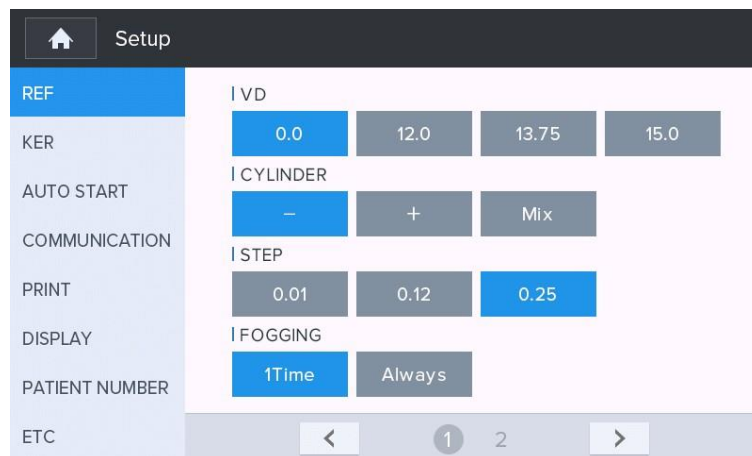 Setup
REF
KER
AUTO START
COMMUNICATION
PRINT
DISPLAY
PATIENT NUMBER
ETC
VD
0.0 12.0 13.75 15.0
CYLINDER
− + Mix
STEP
0.01 0.12 0.25
FOGGING
1Time Always
< 1 2 >